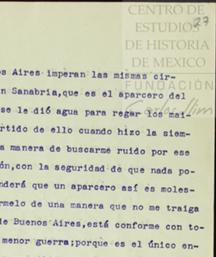 CENTRO DE
ESTUDIOS
DE HISTORIA
DE MEXICO
FUNDACIÓN
Carlos Slim
27
os Aires imperan las mismas cir-
n Sanabria,que es el aparcero del
se le dió agua para regar los mai-
rtido de ello cuando hizo la siem-
a manera de buscarme ruido por ese
ón,con la seguridad de que nada po-
nderá que un aparcero así es moles-
rmelo de una manera que no me traiga
de Buenos Aires,está conforme con to-
menor guerra;porque es el único en-